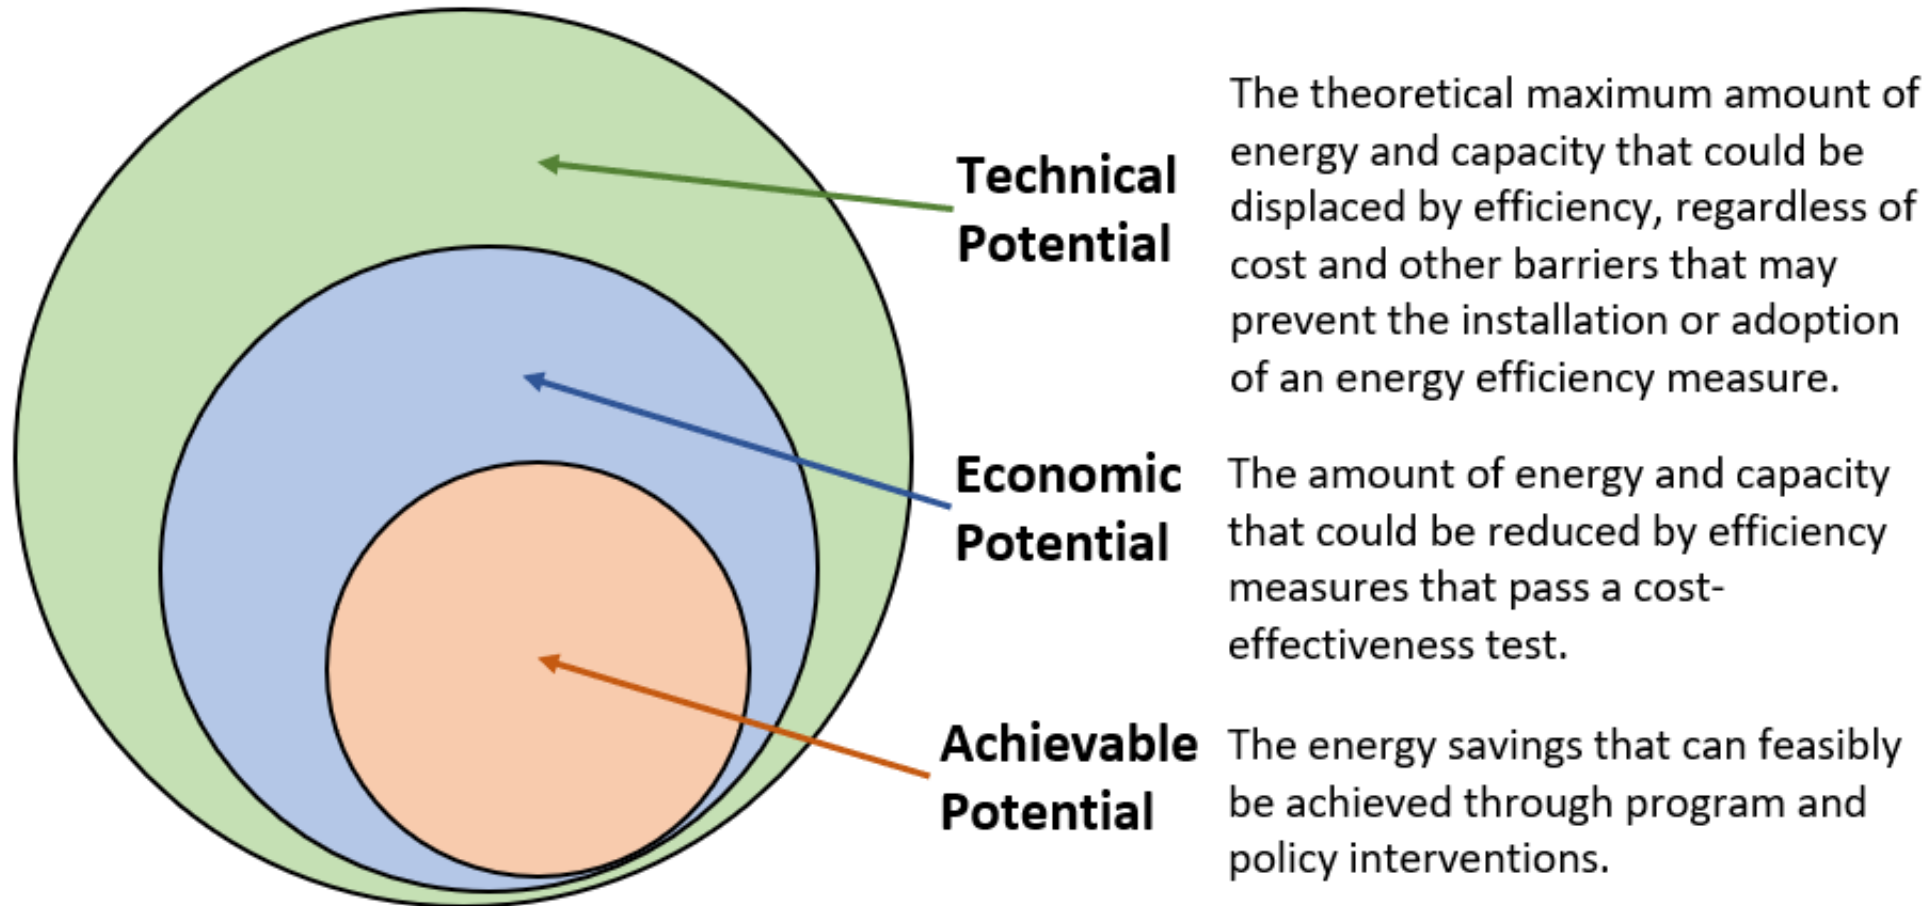 Technical
Potential
The theoretical maximum amount of
energy and capacity that could be
displaced by efficiency, regardless of
cost and other barriers that may
prevent the installation or adoption
of an energy efficiency measure.
Economic
Potential
The amount of energy and capacity
that could be reduced by efficiency
measures that pass a cost-
effectiveness test.
Achievable
Potential
The energy savings that can feasibly
be achieved through program and
policy interventions.